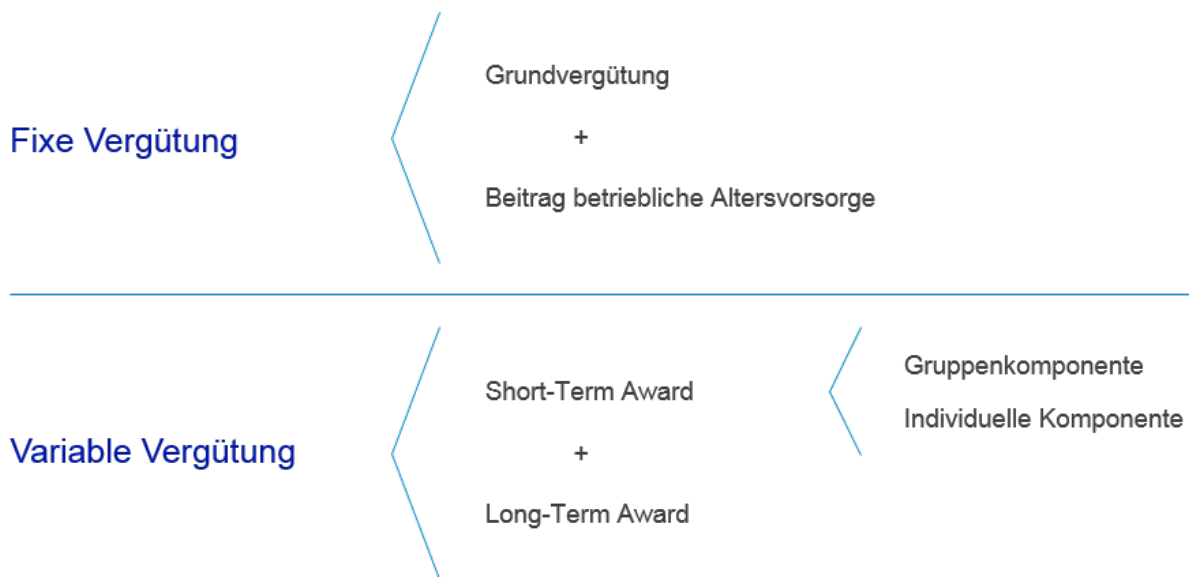 Fixe Vergütung
Grundvergütung
+
Beitrag betriebliche Altersvorsorge
Variable Vergütung
Short-Term Award
+
Long-Term Award
Gruppenkomponente
Individuelle Komponente